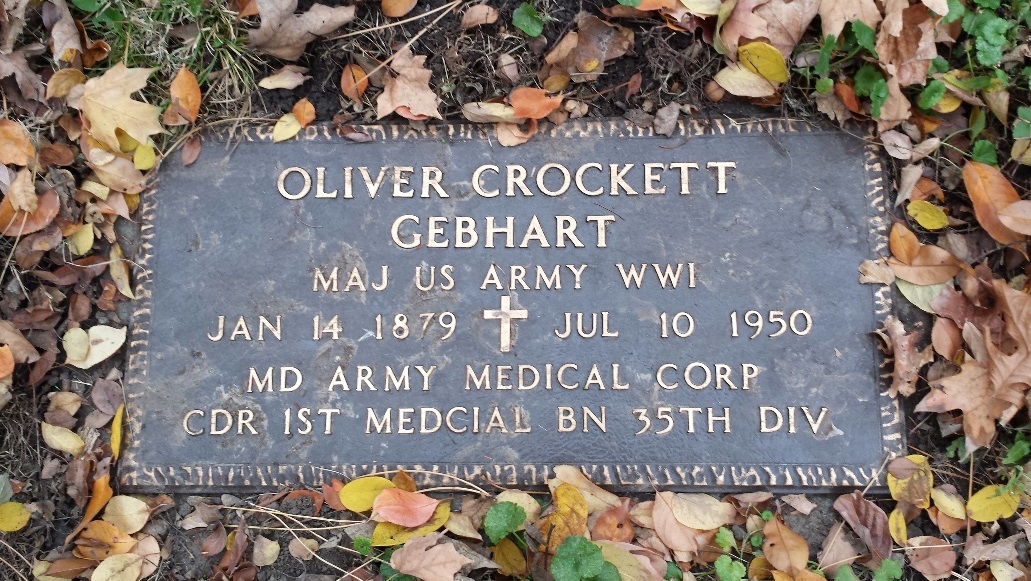 OLIVER CROCKETT
GEBHART
MAJ US ARMY WWI
JAN 14 1879 JUL 10 1950
MD ARMY MEDICAL CORP
CDR 1ST MEDCIAL BN 35TH DIV